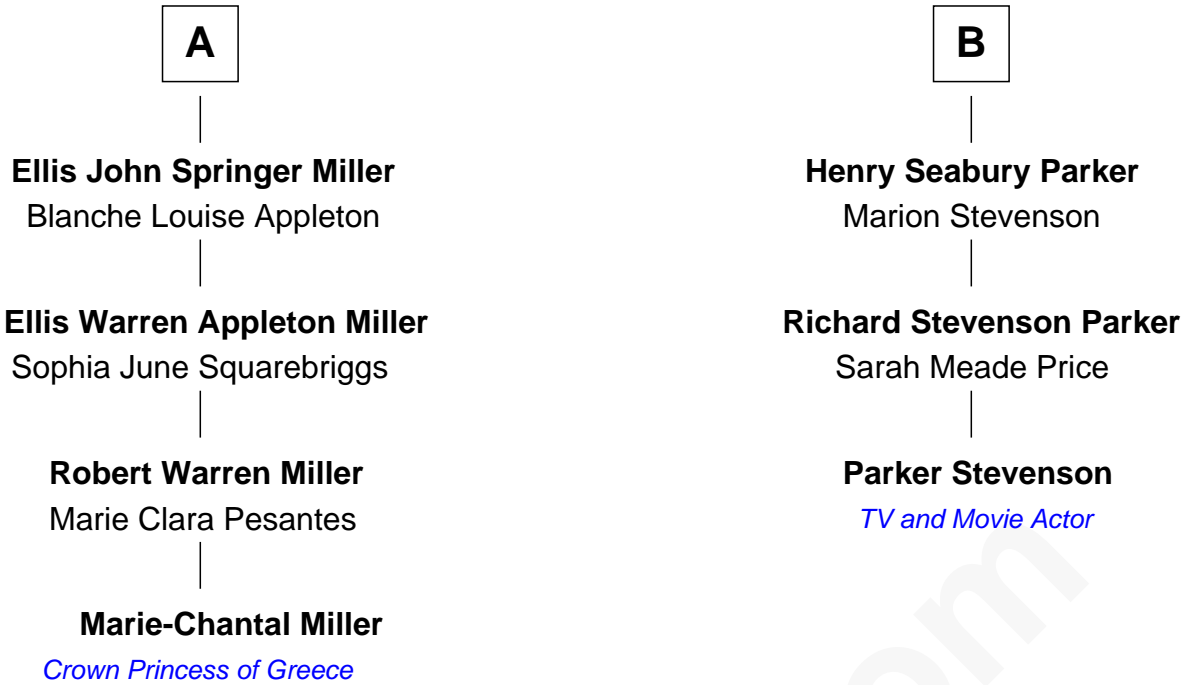 A
Ellis John Springer Miller
Blanche Louise Appleton
Ellis Warren Appleton Miller
Sophia June Squarebriggs
Robert Warren Miller
Marie Clara Pesantes
Marie-Chantal Miller
Crown Princess of Greece
B
Henry Seabury Parker
Marion Stevenson
Richard Stevenson Parker
Sarah Meade Price
Parker Stevenson
TV and Movie Actor
om